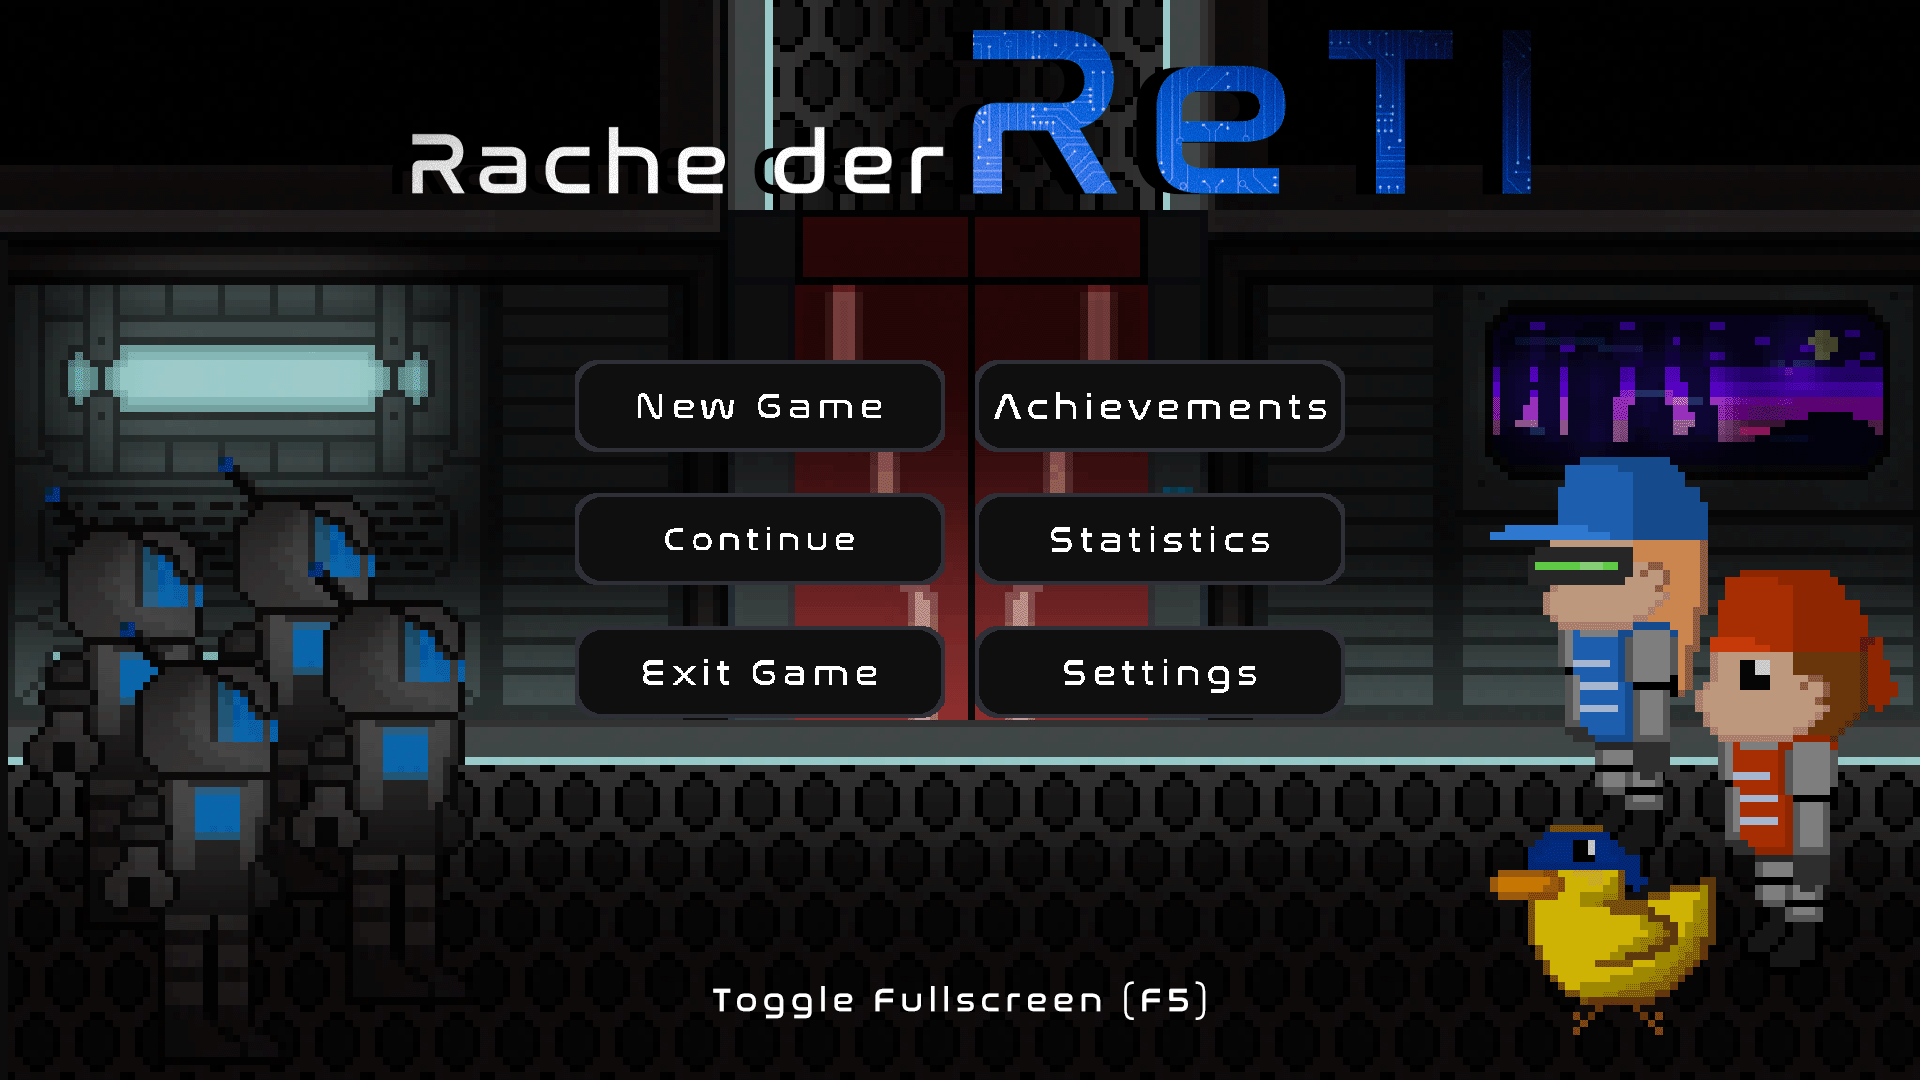 Rache der ReTI
New Game
Achievements
Continue
Statistics
Exit Game
Settings
Toggle Fullscreen (F5)